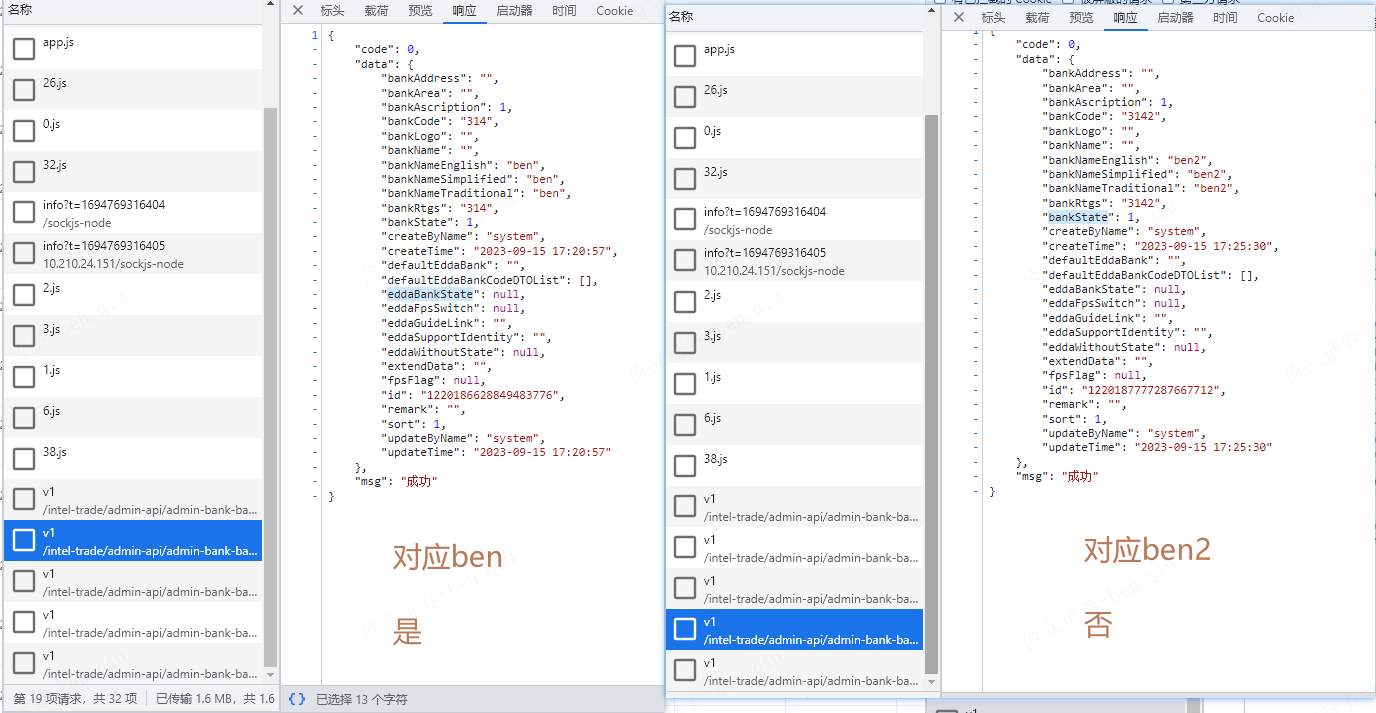 名称
app.js
26.js
0.js
32.js
info?t=1694769316404
/sockjs-node
info?t=1694769316405
10.210.24.151/sockjs-node
2.js
3.js
1.js
6.js
38.js
v1
/intel-trade/admin-api/admin-bank-ba...
v1
/intel-trade/admin-api/admin-bank-ba...
v1
/intel-trade/admin-api/admin-bank-ba...
v1
/intel-trade/admin-api/admin-bank-ba...
v1
/intel-trade/admin-api/admin-bank-ba...
第 19 项请求，共 32 项 已传输 1.6 MB，共 1.6
标头 载荷 预览 响应 启动器 时间 Cookie
1 {
- "code": 0,
- "data": {
- "bankAddress": "",
- "bankArea": "",
- "bankAscription": 1,
- "bankCode": "314",
- "bankLogo": "",
- "bankName": "",
- "bankNameEnglish": "ben",
- "bankNameSimplified": "ben",
- "bankNameTraditional": "ben",
- "bankRtgs": "314",
- "bankState": 1,
- "createByName": "system",
- "createTime": "2023-09-15 17:20:57",
- "defaultEddaBank": "",
- "defaultEddaBankCodeDTOList": [],
- "eddaBankState": null,
- "eddaFpsSwitch": null,
- "eddaGuideLink": "",
- "eddaSupportIdentity": "",
- "eddaWithoutState": null,
- "extendData": "",
- "fpsFlag": null,
- "id": "1220186628849483776",
- "remark": "",
- "sort": 1,
- "updateByName": "system",
- "updateTime": "2023-09-15 17:20:57"
- },
- "msg": "成功"
- }
对应ben
是
{} 已选择 13 个字符
名称
app.js
26.js
0.js
32.js
info?t=1694769316404
/sockjs-node
info?t=1694769316405
10.210.24.151/sockjs-node
2.js
3.js
1.js
6.js
38.js
v1
/intel-trade/admin-api/admin-bank-ba...
v1
/intel-trade/admin-api/admin-bank-ba...
v1
/intel-trade/admin-api/admin-bank-ba...
v1
/intel-trade/admin-api/admin-bank-ba...
v1
/intel-trade/admin-api/admin-bank-ba...
标头 载荷 预览 响应 启动器 时间 Cookie
1 {
- "code": 0,
- "data": {
- "bankAddress": "",
- "bankArea": "",
- "bankAscription": 1,
- "bankCode": "3142",
- "bankLogo": "",
- "bankName": "",
- "bankNameEnglish": "ben2",
- "bankNameSimplified": "ben2",
- "bankNameTraditional": "ben2",
- "bankRtgs": "3142",
- "bankState": 1,
- "createByName": "system",
- "createTime": "2023-09-15 17:25:30",
- "defaultEddaBank": "",
- "defaultEddaBankCodeDTOList": [],
- "eddaBankState": null,
- "eddaFpsSwitch": null,
- "eddaGuideLink": "",
- "eddaSupportIdentity": "",
- "eddaWithoutState": null,
- "extendData": "",
- "fpsFlag": null,
- "id": "1220187777287667712",
- "remark": "",
- "sort": 1,
- "updateByName": "system",
- "updateTime": "2023-09-15 17:25:30"
- },
- "msg": "成功"
- }
对应ben2
否